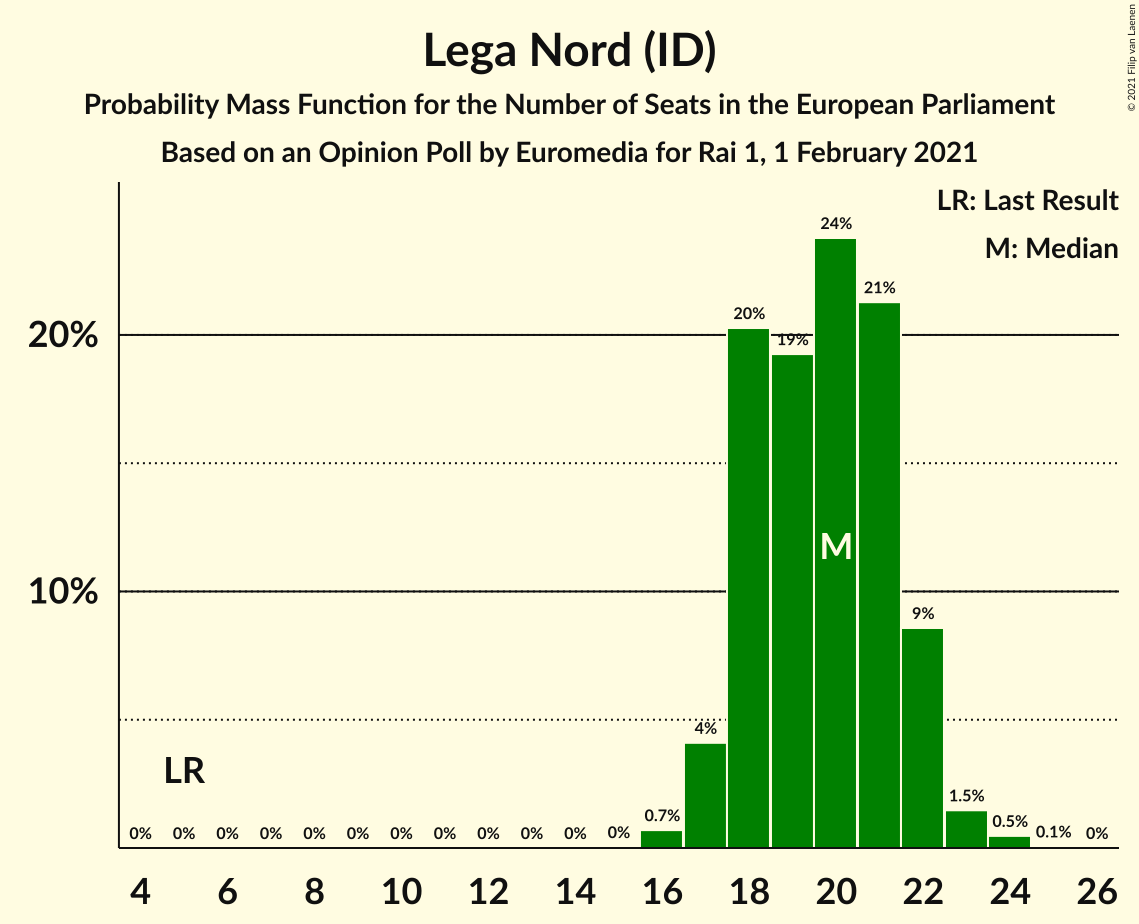 Lega Nord (ID)
Probability Mass Function for the Number of Seats in the European Parliament
Based on an Opinion Poll by Euromedia for Rai 1, 1 February 2021
© 2021 Filip van Laenen
LR: Last Result
M: Median
20%
10%
0% 0% 0% 0% 0% 0% 0% 0% 0% 0% 0% 0% 0.7% 4% 20% 19% 24% 21% 9% 1.5% 0.5% 0.1% 0%
LR
M
4 6 8 10 12 14 16 18 20 22 24 26